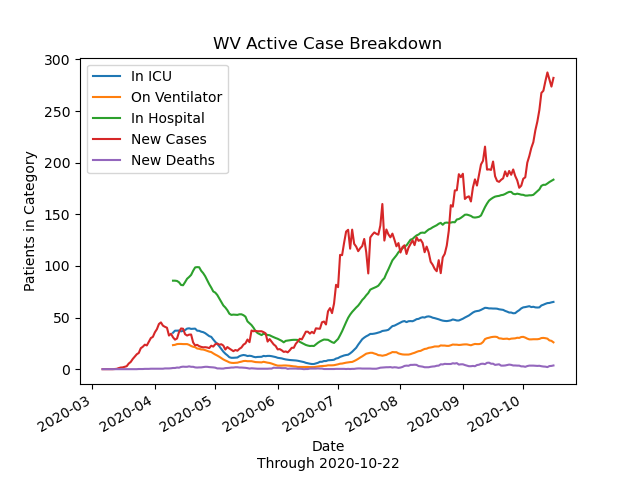 WV Active Case Breakdown
In ICU
On Ventilator
In Hospital
New Cases
New Deaths
Patients in Category
300
250
200
150
100
50
0
2020-03
2020-04
2020-05
2020-06
2020-07
2020-08
2020-09
2020-10
Date
Through 2020-10-22